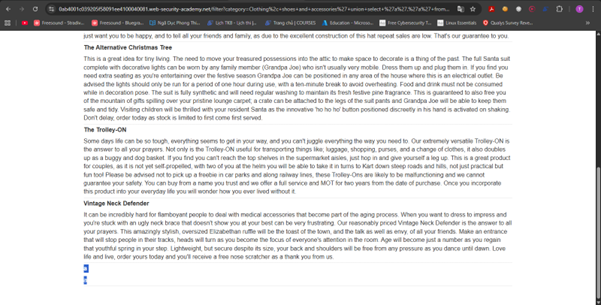 0ab4001c039205f58091ee4100040081.web-security-academy.net/filter?category=Clothing%2c+shoes+and+accessories%27+union+select+%27a%27,%27a%27+from...
just want you to be happy, and to tell all your friends and family, as and due to the excellent construction of this hat repeat sales are low. That's our guarantee to you.
The Alternative Christmas Tree
This is a great idea for tiny living. The need to move your treasured possessions into the attic to make space to decorate is a thing of the past. The full Santa suit
complete with decorative lights can be worn by any family member (Grandpa Joe) who isn't usually very mobile. Dress them up and plug them in. If you find you
need extra seating as you're entertaining over the festive season Grandpa Joe can be positioned in any area of the house where this is an electrical outlet. Be
advised the lights should only be run for a period of one hour during use, with a ten-minute break to avoid overheating. Food and drink must not be consumed
while in decoration pose. The suit is fully synthetic and will need regular washing to maintain its fresh festive pine fragrance. This is guaranteed to also free you
of the mountain of gifts spilling over your pristine lounge carpet, a crate can be attached to the legs of the suit pants and Grandpa Joe will be able to keep them
safe and tidy. Visiting children will be thrilled with your resident Santa as the innovative 'ho ho ho' button positioned discreetly in his hand is activated on shaking.
Don't delay, order today as stock is limited to first come first served.
The Trolley-ON
Some days life can be so tough, everything seems to get in your way, and you can't juggle everything the way you need to. Our extremely versatile Trolley-ON is
the answer to all your prayers. Not only is the Trolley-ON useful for transporting things like, luggage, shopping, purses, and a change of clothes, it also doubles
up as a buggy and dog basket. If you find you can't reach the top shelves in the supermarket aisles, just hop in and give yourself a leg up. This is a great product
for couples, as it is not yet self-propelled, with two of you at the helm you will be able to take it in turns to Kart down steep roads and hills, not just practical but
fun too! Please be advised not to pick up a freebie in car parks and along railway lines, these Trolley-Ons are likely to be malfunctioning and we cannot
guarantee your safety. You can buy from a name you trust and we offer a full service and MOT for two years from the date of purchase. Once you incorporate
this product into your everyday life you will wonder how you ever lived without it.
Vintage Neck Defender
It can be incredibly hard for flamboyant people to deal with medical accessories that become part of the aging process. When you want to dress to impress and
you're stuck with an ugly neck brace that doesn't show you at your best can be very frustrating. Our reasonably priced Vintage Neck Defender is the answer to all
your prayers. This amazingly stylish, oversized Elizabethan ruffle will be the toast of the town, and the talk as well as envy, of all your friends. Make an entrance
that will stop people in their tracks, heads will turn as you become the focus of everyone's attention in the room. Age will become just a number as you regain
that youthful spring in your step. Lightweight, but secure despite its size, your back and shoulders will be free from any pressure as you dance until dawn. Love
life and live, order yours today and you'll receive a free nose scratcher as a thank you from us.
a
a